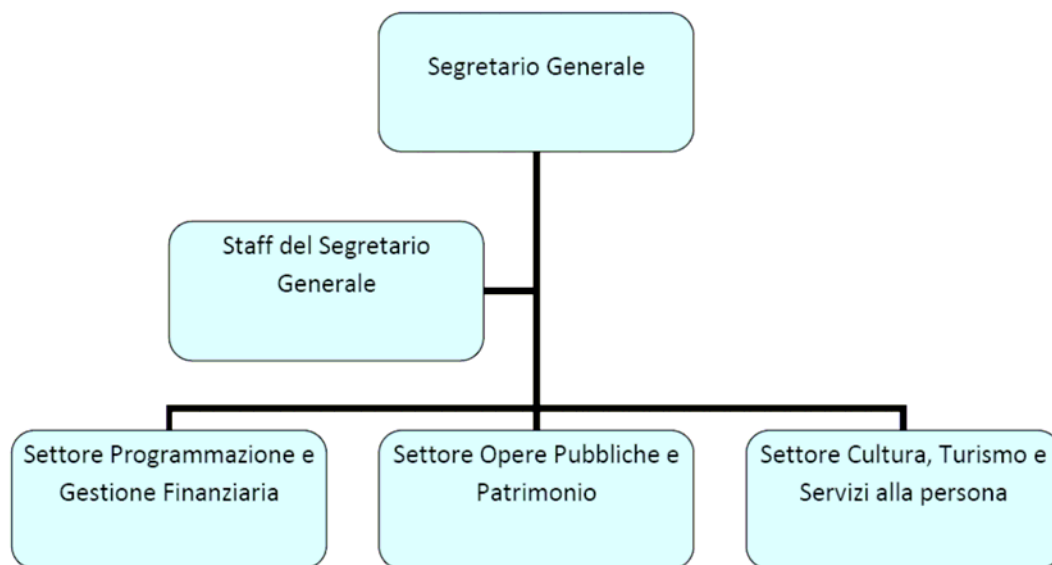 Segretario Generale
Staff del Segretario
Generale
Settore Programmazione e
Gestione Finanziaria
Settore Opere Pubbliche e
Patrimonio
Settore Cultura, Turismo e
Servizi alla persona